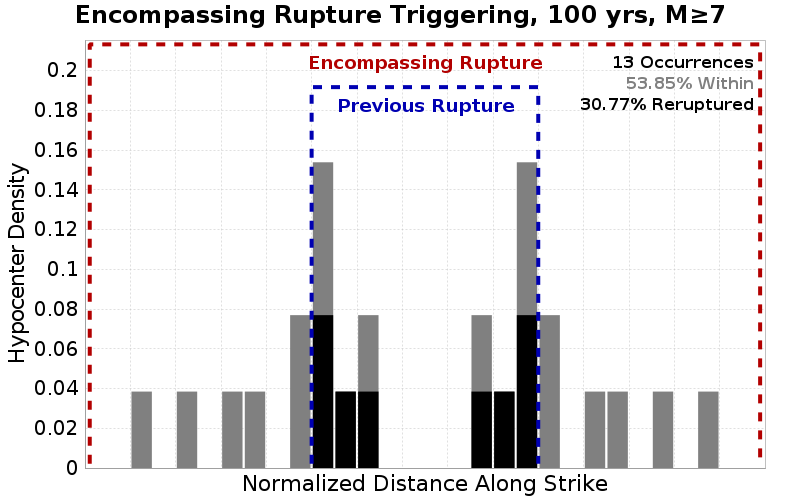 Encompassing Rupture Triggering, 100 yrs, M≥7
Encompassing Rupture
13 Occurrences
53.85% Within
30.77% Reruptured
Previous Rupture
Hypocenter Density
0.2
0.18
0.16
0.14
0.12
0.1
0.08
0.06
0.04
0.02
0
Normalized Distance Along Strike